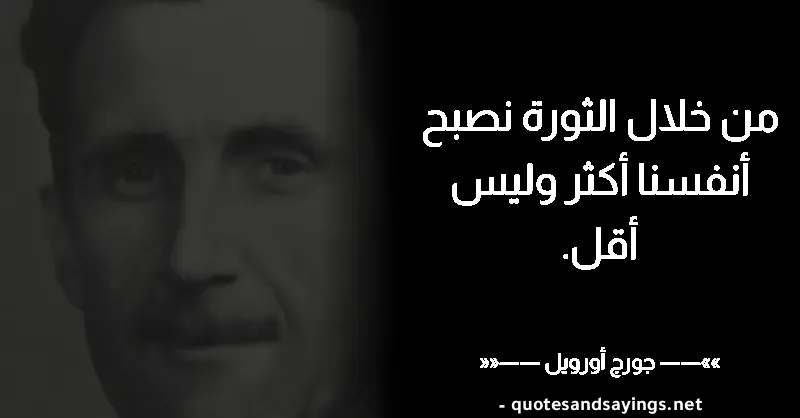 من خلال الثورة نصبح
أنفسنا أكثر وليس
أقل.
»—— جورج أورويل ——««
- quotesandsayings.net